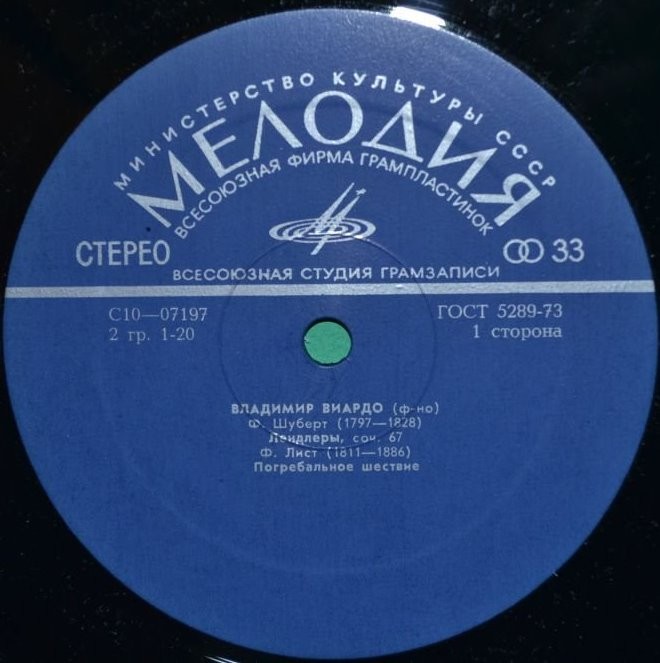 МИНИСТЕРСТВО КУЛЬТУРЫ СССР
МЕЛОДИЯ
ВСЕСОЮЗНАЯ ФИРМА ГРАМПЛАСТИНОК
СТЕРЕО
33
ВСЕСОЮЗНАЯ СТУДИЯ ГРАМЗАПИСИ
С10—07197
ГОСТ 5289-73
2 гр. 1-20
1 сторона
ВЛАДИМИР ВИАРДО (ф-но)
Ф. Шуберт (1797—1828)
Лендлеры, соч. 67
Ф. Лист (1811—1886)
Погребальное шествие